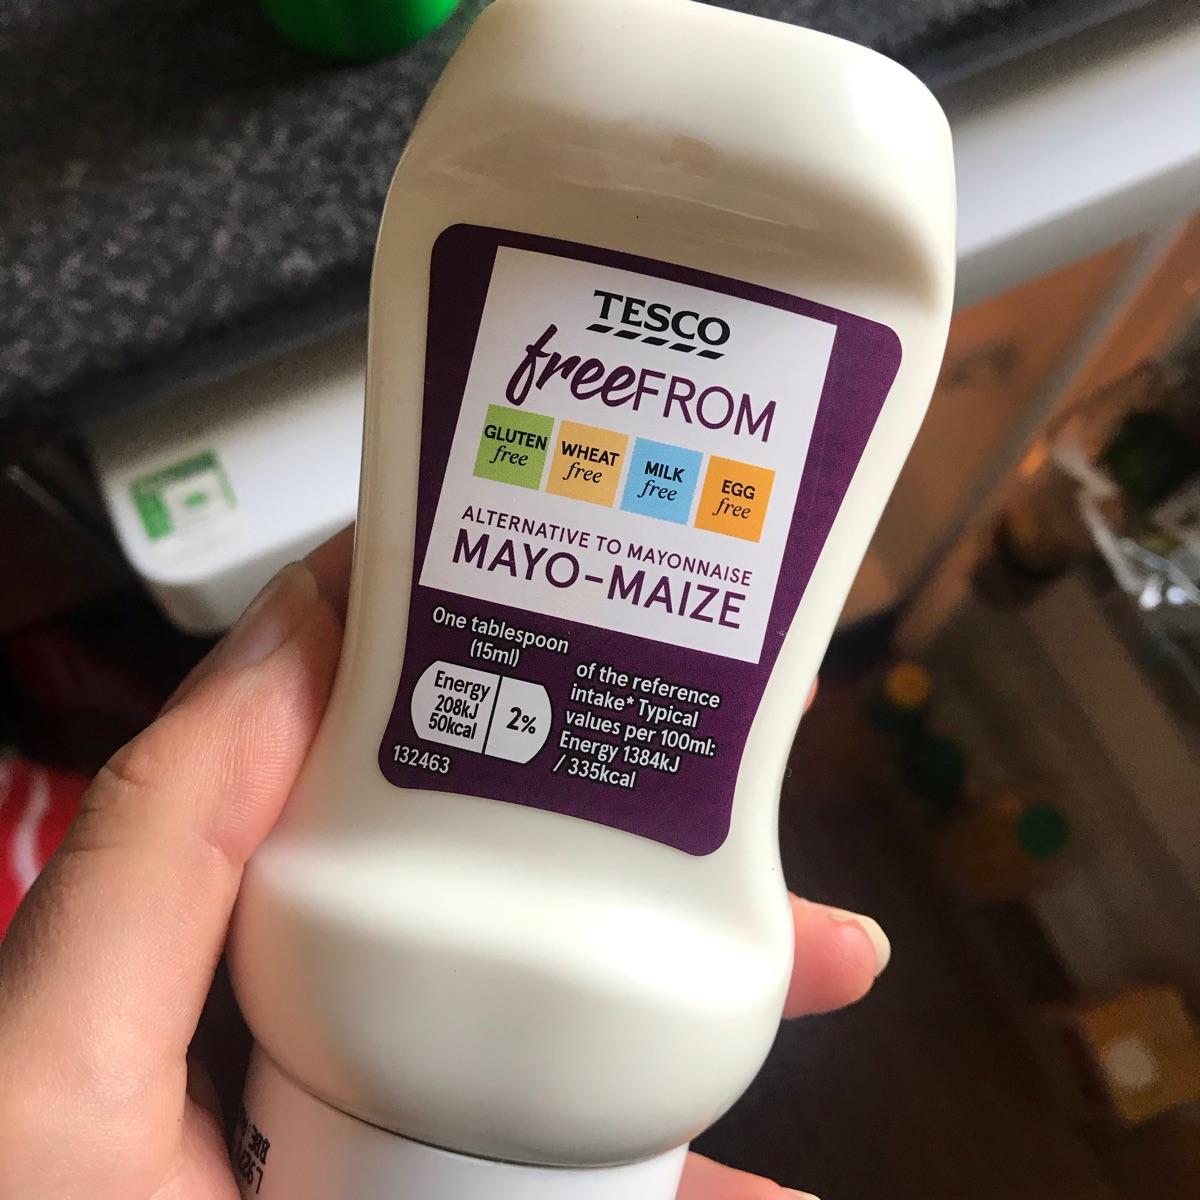 TESCO
freeFROM
GLUTEN
free
WHEAT
free
MILK
free
EGG
free
ALTERNATIVE TO MAYONNAISE
MAYO-MAIZE
One tablespoon
(15ml)
Energy
208kJ
50kcal
2%
of the reference
intake* Typical
values per 100ml:
Energy 1384kJ
/ 335kcal
132463